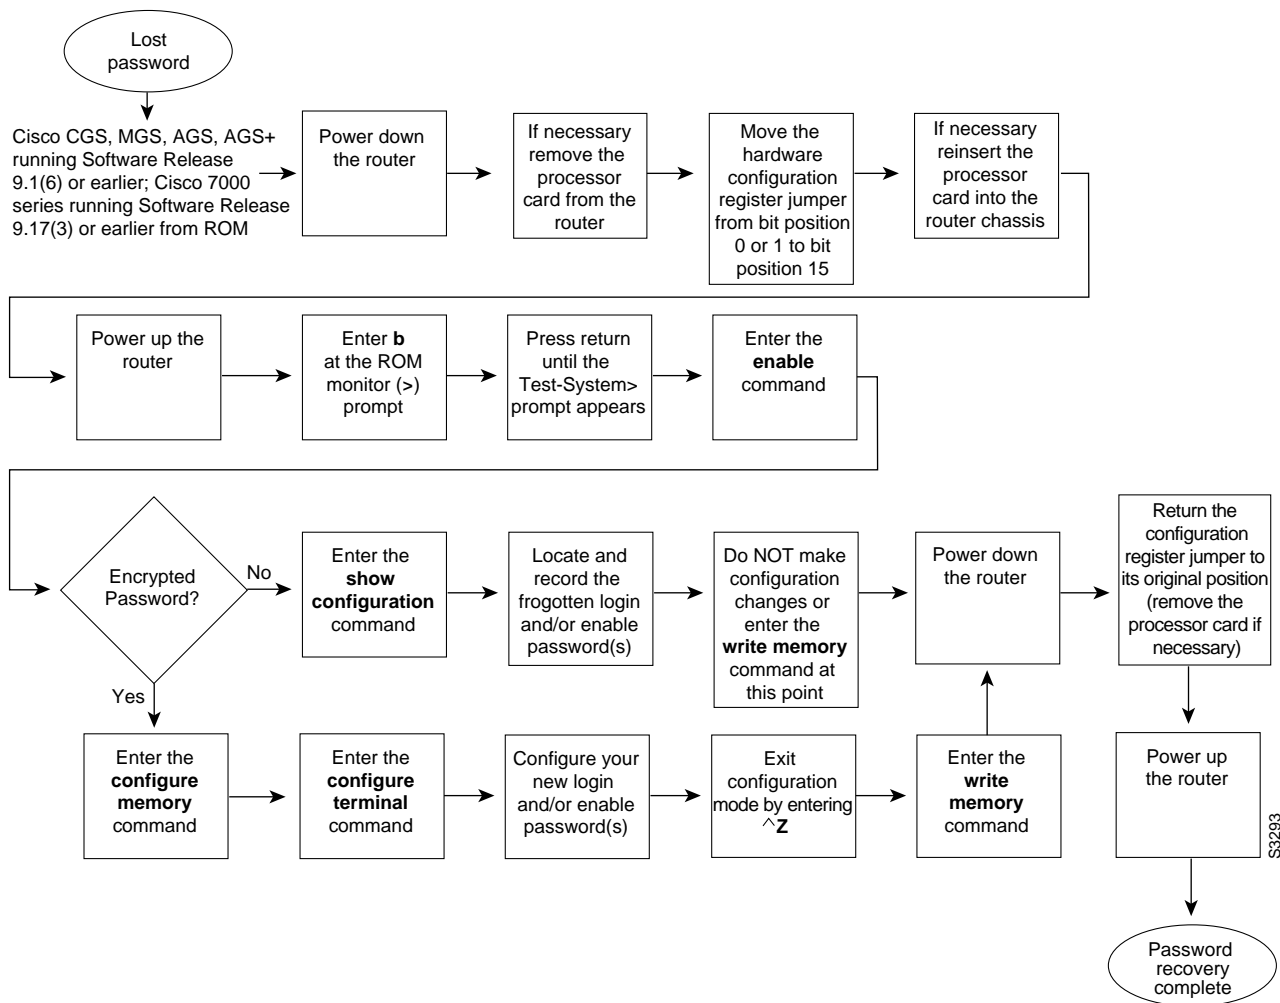 Lost
password
Cisco CGS, MGS, AGS, AGS+
running Software Release
9.1(6) or earlier; Cisco 7000
series running Software Release
9.17(3) or earlier from ROM
Power down
the router
If necessary
remove the
processor
card from the
router
Move the
hardware
configuration
register jumper
from bit position
0 or 1 to bit
position 15
If necessary
reinsert the
processor
card into the
router chassis
Power up the
router
Enter b
at the ROM
monitor (>)
prompt
Press return
until the
Test-System>
prompt appears
Enter the
enable
command
Encrypted
Password?
No
Yes
Enter the
show
configuration
command
Locate and
record the
frogotten login
and/or enable
password(s)
Do NOT make
configuration
changes or
enter the
write memory
command at
this point
Power down
the router
Return the
configuration
register jumper to
its original position
(remove the
processor card if
necessary)
Enter the
configure
memory
command
Enter the
configure
terminal
command
Configure your
new login
and/or enable
password(s)
Exit
configuration
mode by entering
^Z
Enter the
write
memory
command
Power up
the router
S3293
Password
recovery
complete